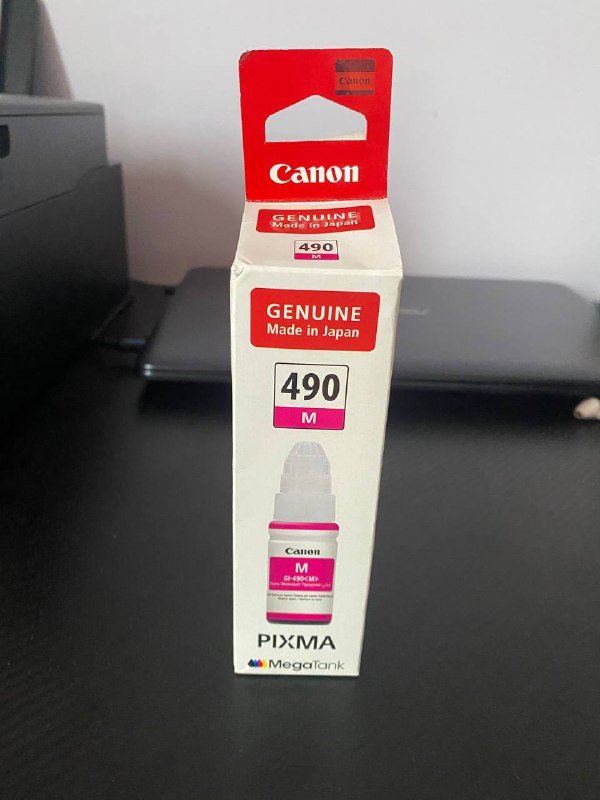 Canon
Canon
GENUINE
Made in Japan
490
M
GENUINE
Made in Japan
490
M
Canon
M
GI-490<M>
PIXMA
MegaTank